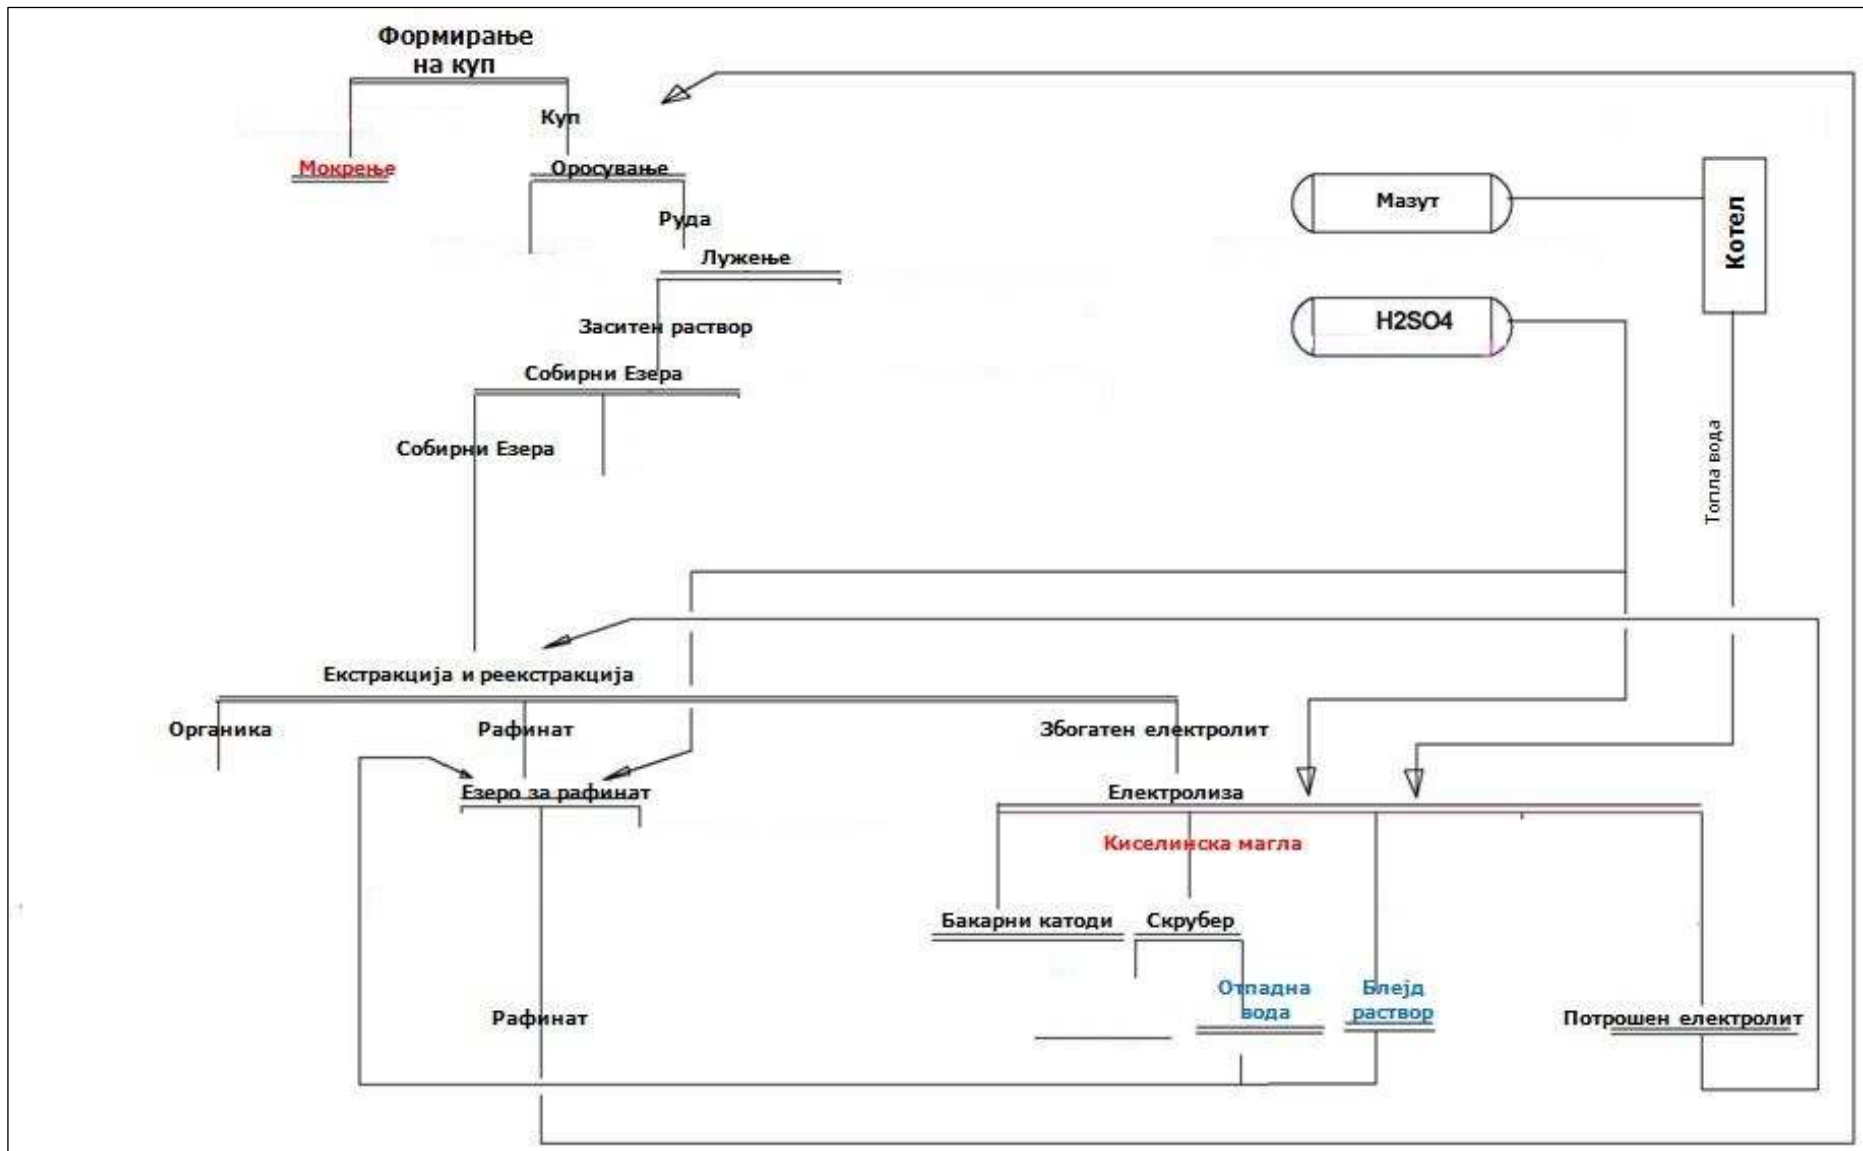 Формирање
на куп
Куп
Мокрење
Оросување
Руда
Лужење
Заситен раствор
Собирни Езера
Собирни Езера
Мазут
Котел
H2SO4
Топла вода
Екстракција и реекстракција
Органика
Рафинат
Збогатен електролит
Езеро за рафинат
Електролиза
Киселинска магла
Бакарни катоди
Скрубер
Отпадна
вода
Блејд
раствор
Рафинат
Потрошен електролит